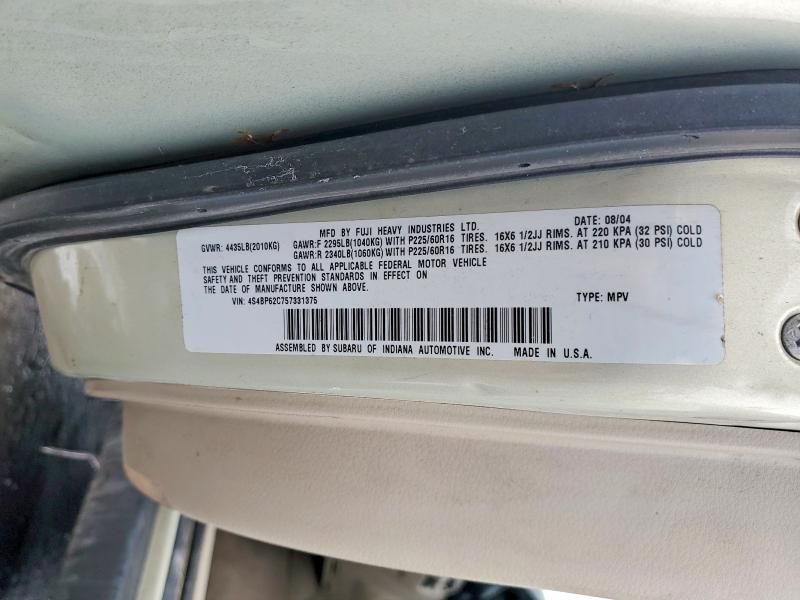 MFD BY FUJI HEAVY INDUSTRIES LTD. DATE: 08/04
GVWR: 4435LB(2010KG) GAWR:F 2295LB(1040KG) WITH P225/60R16 TIRES. 16X6 1/2JJ RIMS. AT 220 KPA (32 PSI) COLD
GAWR:R 2340LB(1060KG) WITH P225/60R16 TIRES. 16X6 1/2JJ RIMS. AT 210 KPA (30 PSI) COLD
THIS VEHICLE CONFORMS TO ALL APPLICABLE FEDERAL MOTOR VEHICLE
SAFETY AND THEFT PREVENTION STANDARDS IN EFFECT ON
THE DATE OF MANUFACTURE SHOWN ABOVE.
VIN: 4S4BP62C757331375 TYPE: MPV
ASSEMBLED BY SUBARU OF INDIANA AUTOMOTIVE INC. MADE IN U.S.A.